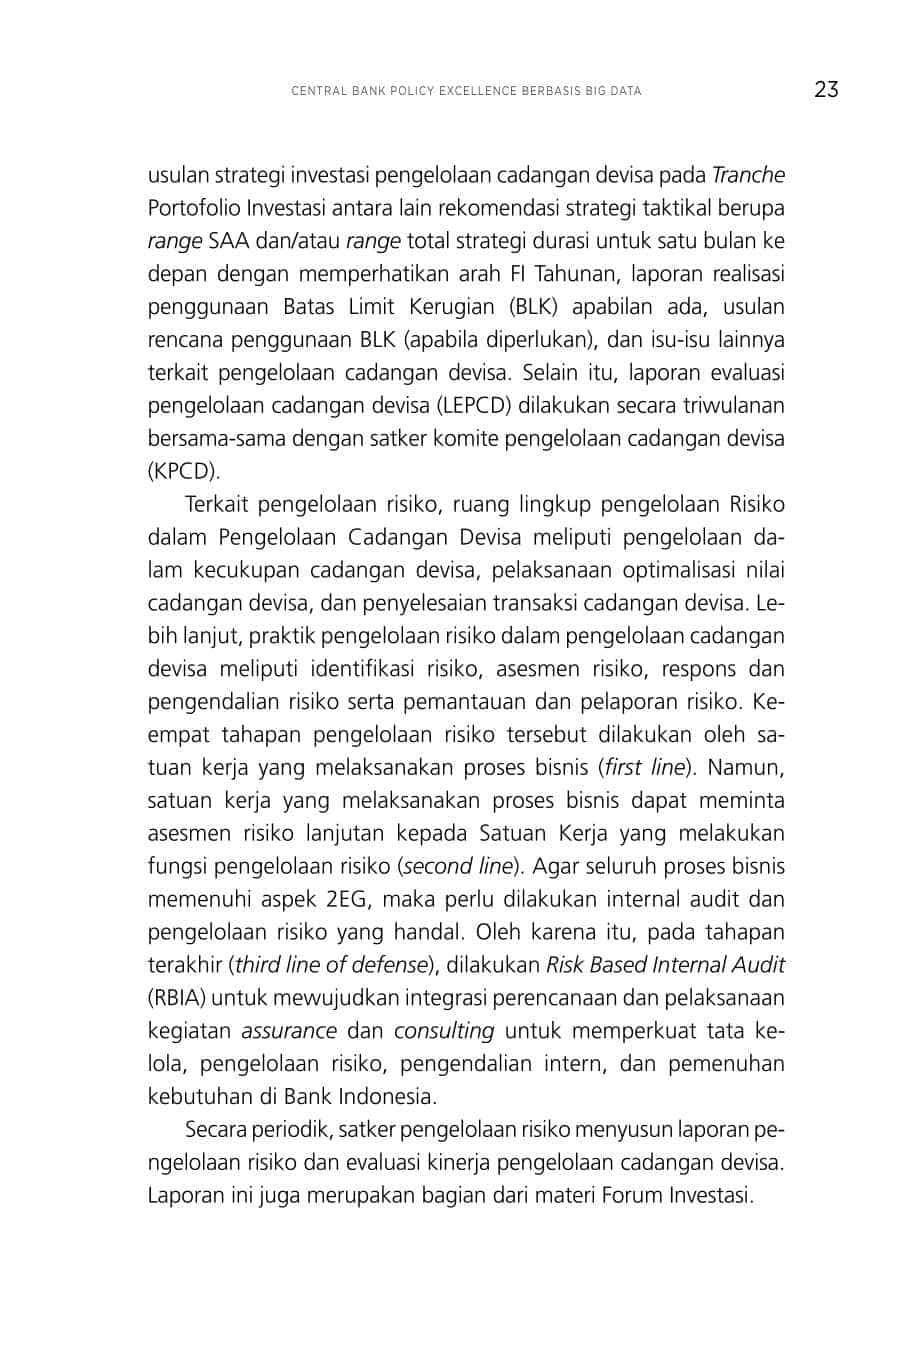 CENTRAL BANK POLICY EXCELLENCE BERBASIS BIG DATA 23
usulan strategi investasi pengelolaan cadangan devisa pada Tranche
Portofolio Investasi antara lain rekomendasi strategi taktikal berupa
range SAA dan/atau range total strategi durasi untuk satu bulan ke
depan dengan memperhatikan arah FI Tahunan, laporan realisasi
penggunaan Batas Limit Kerugian (BLK) apabilan ada, usulan
rencana penggunaan BLK (apabila diperlukan), dan isu-isu lainnya
terkait pengelolaan cadangan devisa. Selain itu, laporan evaluasi
pengelolaan cadangan devisa (LEPCD) dilakukan secara triwulanan
bersama-sama dengan satker komite pengelolaan cadangan devisa
(KPCD).
Terkait pengelolaan risiko, ruang lingkup pengelolaan Risiko
dalam Pengelolaan Cadangan Devisa meliputi pengelolaan da-
lam kecukupan cadangan devisa, pelaksanaan optimalisasi nilai
cadangan devisa, dan penyelesaian transaksi cadangan devisa. Le-
bih lanjut, praktik pengelolaan risiko dalam pengelolaan cadangan
devisa meliputi identifikasi risiko, asesmen risiko, respons dan
pengendalian risiko serta pemantauan dan pelaporan risiko. Ke-
empat tahapan pengelolaan risiko tersebut dilakukan oleh sa-
tuan kerja yang melaksanakan proses bisnis (first line). Namun,
satuan kerja yang melaksanakan proses bisnis dapat meminta
asesmen risiko lanjutan kepada Satuan Kerja yang melakukan
fungsi pengelolaan risiko (second line). Agar seluruh proses bisnis
memenuhi aspek 2EG, maka perlu dilakukan internal audit dan
pengelolaan risiko yang handal. Oleh karena itu, pada tahapan
terakhir (third line of defense), dilakukan Risk Based Internal Audit
(RBIA) untuk mewujudkan integrasi perencanaan dan pelaksanaan
kegiatan assurance dan consulting untuk memperkuat tata ke-
lola, pengelolaan risiko, pengendalian intern, dan pemenuhan
kebutuhan di Bank Indonesia.
Secara periodik, satker pengelolaan risiko menyusun laporan pe-
ngelolaan risiko dan evaluasi kinerja pengelolaan cadangan devisa.
Laporan ini juga merupakan bagian dari materi Forum Investasi.